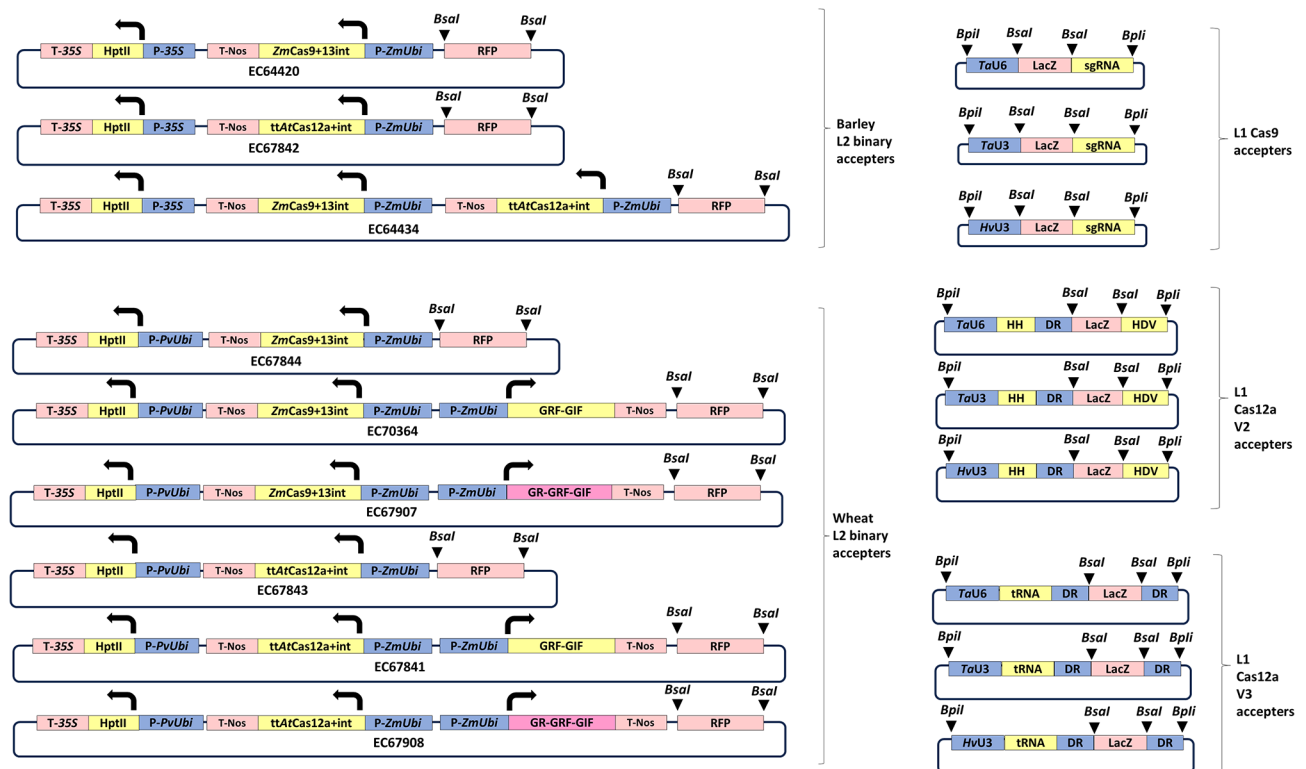 BsaI BsaI
T-35S HptII P-35S T-Nos ZmCas9+13int P-ZmUbi RFP
EC64420
BsaI BsaI
T-35S HptII P-35S T-Nos ttAtCas12a+int P-ZmUbi RFP
EC67842
BsaI BsaI
T-35S HptII P-35S T-Nos ZmCas9+13int P-ZmUbi T-Nos ttAtCas12a+int P-ZmUbi RFP
EC64434
Barley
L2 binary
accepters
BsaI BsaI
T-35S HptII P-PvUbi T-Nos ZmCas9+13int P-ZmUbi RFP
EC67844
BsaI BsaI
T-35S HptII P-PvUbi T-Nos ZmCas9+13int P-ZmUbi P-ZmUbi GRF-GIF T-Nos RFP
EC70364
BsaI BsaI
T-35S HptII P-PvUbi T-Nos ZmCas9+13int P-ZmUbi P-ZmUbi GR-GRF-GIF T-Nos RFP
EC67907
BsaI BsaI
T-35S HptII P-PvUbi T-Nos ttAtCas12a+int P-ZmUbi RFP
EC67843
BsaI BsaI
T-35S HptII P-PvUbi T-Nos ttAtCas12a+int P-ZmUbi P-ZmUbi GRF-GIF T-Nos RFP
EC67841
BsaI BsaI
T-35S HptII P-PvUbi T-Nos ttAtCas12a+int P-ZmUbi P-ZmUbi GR-GRF-GIF T-Nos RFP
EC67908
Wheat
L2 binary
accepters
BpiI BsaI BsaI BpIi
TaU6 LacZ sgRNA
BpiI BsaI BsaI BpIi
TaU3 LacZ sgRNA
BpiI BsaI BsaI BpIi
HvU3 LacZ sgRNA
L1 Cas9
accepters
BpiI BsaI BsaI BpIi
TaU6 HH DR LacZ HDV
BpiI BsaI BsaI BpIi
TaU3 HH DR LacZ HDV
BpiI BsaI BsaI BpIi
HvU3 HH DR LacZ HDV
L1
Cas12a
V2
accepters
BpiI BsaI BsaI BpIi
TaU6 tRNA DR LacZ DR
BpiI BsaI BsaI BpIi
TaU3 tRNA DR LacZ DR
BpiI BsaI BsaI BpIi
HvU3 tRNA DR LacZ DR
L1
Cas12a
V3
accepters